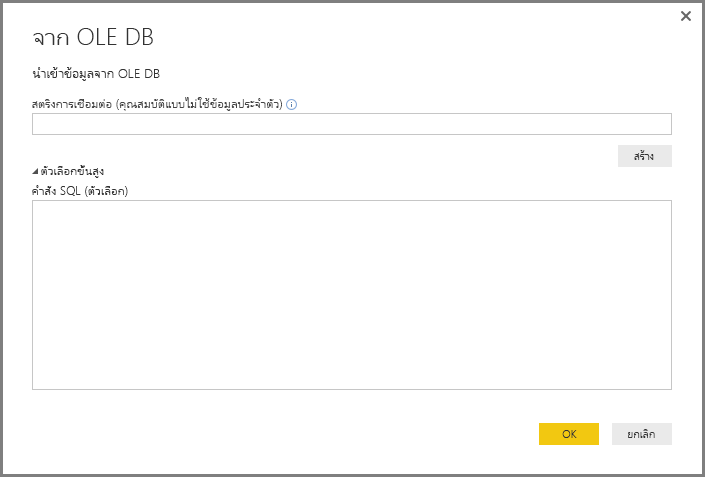 จาก OLE DB
นำเข้าข้อมูลจาก OLE DB
สตริงการเชื่อมต่อ (คุณสมบัติแบบไม่ใช้ข้อมูลประจำตัว)
สร้าง
ตัวเลือกขั้นสูง
คำสั่ง SQL (ตัวเลือก)
OK
ยกเลิก